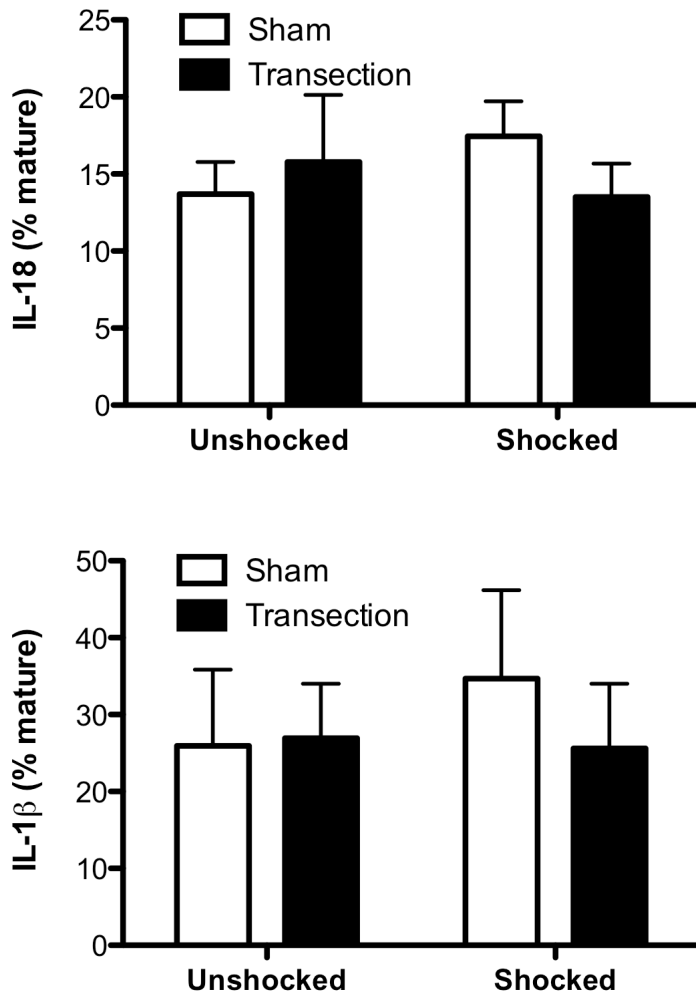 25
Sham
Transection
20
15
10
5
0
IL-18 (% mature)
Unshocked Shocked
50
Sham
Transection
40
30
20
10
0
IL-1β (% mature)
Unshocked Shocked